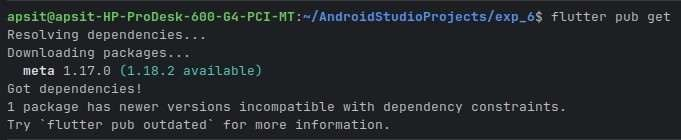 apsit@apsit-HP-ProDesk-600-G4-PCI-MT:~/AndroidStudioProjects/exp_6$ flutter pub get
Resolving dependencies...
Downloading packages...
  meta 1.17.0 (1.18.2 available)
Got dependencies!
1 package has newer versions incompatible with dependency constraints.
Try `flutter pub outdated` for more information.